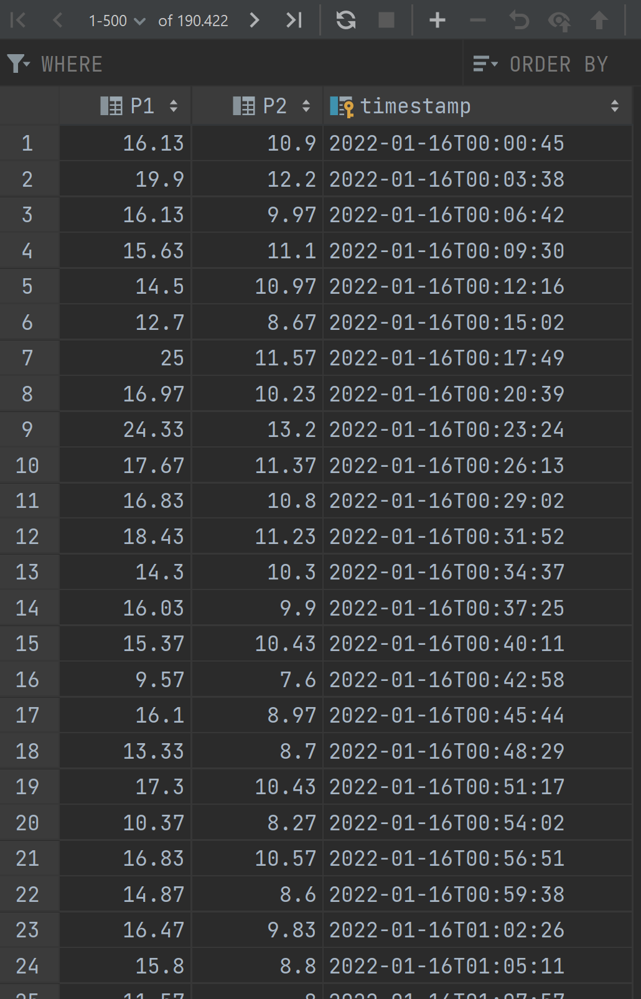 1-500 of 190.422
WHERE ORDER BY
P1 P2 timestamp
1 16.13 10.9 2022-01-16T00:00:45
2 19.9 12.2 2022-01-16T00:03:38
3 16.13 9.97 2022-01-16T00:06:42
4 15.63 11.1 2022-01-16T00:09:30
5 14.5 10.97 2022-01-16T00:12:16
6 12.7 8.67 2022-01-16T00:15:02
7 25 11.57 2022-01-16T00:17:49
8 16.97 10.23 2022-01-16T00:20:39
9 24.33 13.2 2022-01-16T00:23:24
10 17.67 11.37 2022-01-16T00:26:13
11 16.83 10.8 2022-01-16T00:29:02
12 18.43 11.23 2022-01-16T00:31:52
13 14.3 10.3 2022-01-16T00:34:37
14 16.03 9.9 2022-01-16T00:37:25
15 15.37 10.43 2022-01-16T00:40:11
16 9.57 7.6 2022-01-16T00:42:58
17 16.1 8.97 2022-01-16T00:45:44
18 13.33 8.7 2022-01-16T00:48:29
19 17.3 10.43 2022-01-16T00:51:17
20 10.37 8.27 2022-01-16T00:54:02
21 16.83 10.57 2022-01-16T00:56:51
22 14.87 8.6 2022-01-16T00:59:38
23 16.47 9.83 2022-01-16T01:02:26
24 15.8 8.8 2022-01-16T01:05:11